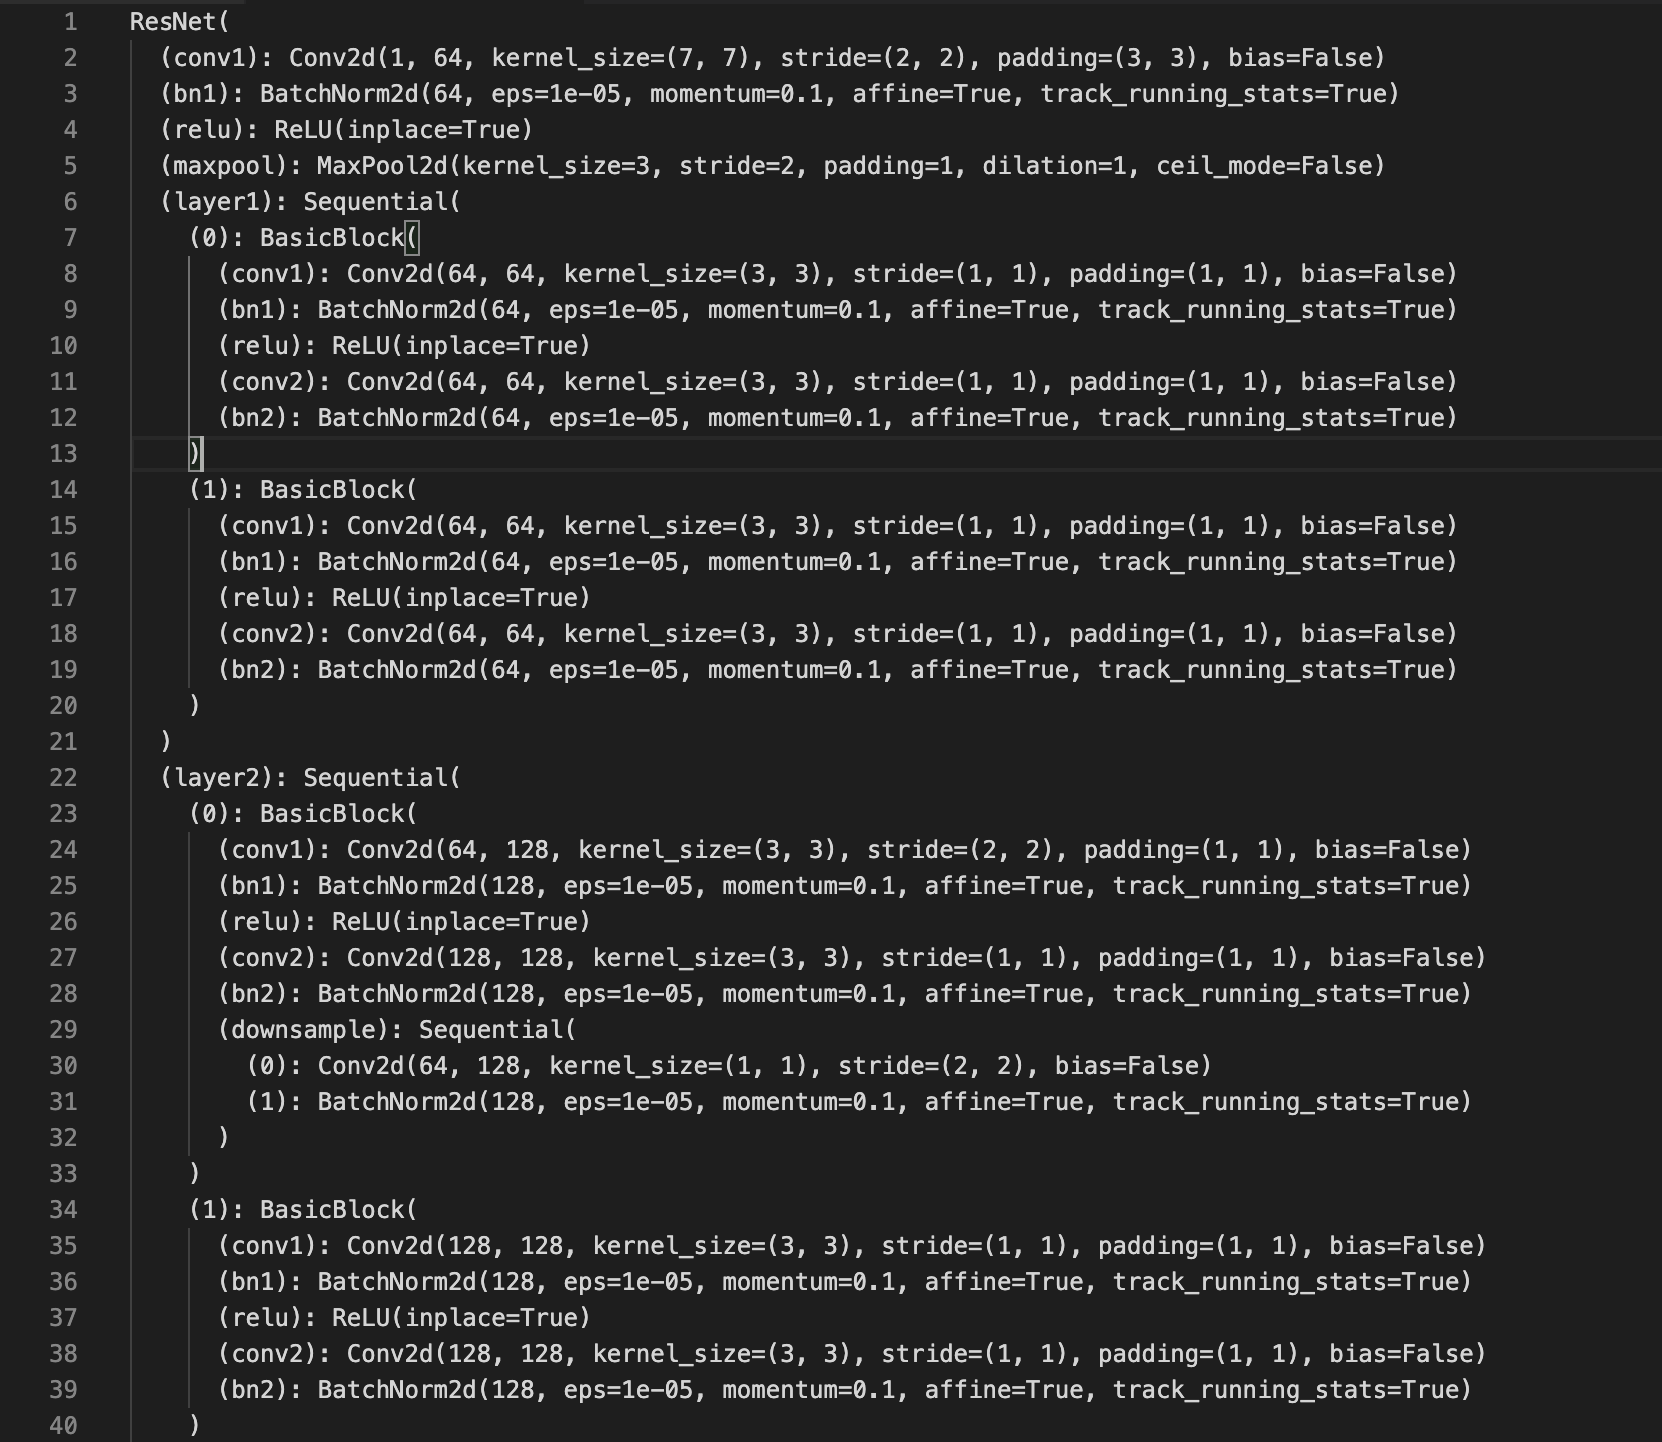 1 ResNet(
2 (conv1): Conv2d(1, 64, kernel_size=(7, 7), stride=(2, 2), padding=(3, 3), bias=False)
3 (bn1): BatchNorm2d(64, eps=1e-05, momentum=0.1, affine=True, track_running_stats=True)
4 (relu): ReLU(inplace=True)
5 (maxpool): MaxPool2d(kernel_size=3, stride=2, padding=1, dilation=1, ceil_mode=False)
6 (layer1): Sequential(
7 (0): BasicBlock(
8 (conv1): Conv2d(64, 64, kernel_size=(3, 3), stride=(1, 1), padding=(1, 1), bias=False)
9 (bn1): BatchNorm2d(64, eps=1e-05, momentum=0.1, affine=True, track_running_stats=True)
10 (relu): ReLU(inplace=True)
11 (conv2): Conv2d(64, 64, kernel_size=(3, 3), stride=(1, 1), padding=(1, 1), bias=False)
12 (bn2): BatchNorm2d(64, eps=1e-05, momentum=0.1, affine=True, track_running_stats=True)
13 )
14 (1): BasicBlock(
15 (conv1): Conv2d(64, 64, kernel_size=(3, 3), stride=(1, 1), padding=(1, 1), bias=False)
16 (bn1): BatchNorm2d(64, eps=1e-05, momentum=0.1, affine=True, track_running_stats=True)
17 (relu): ReLU(inplace=True)
18 (conv2): Conv2d(64, 64, kernel_size=(3, 3), stride=(1, 1), padding=(1, 1), bias=False)
19 (bn2): BatchNorm2d(64, eps=1e-05, momentum=0.1, affine=True, track_running_stats=True)
20 )
21 )
22 (layer2): Sequential(
23 (0): BasicBlock(
24 (conv1): Conv2d(64, 128, kernel_size=(3, 3), stride=(2, 2), padding=(1, 1), bias=False)
25 (bn1): BatchNorm2d(128, eps=1e-05, momentum=0.1, affine=True, track_running_stats=True)
26 (relu): ReLU(inplace=True)
27 (conv2): Conv2d(128, 128, kernel_size=(3, 3), stride=(1, 1), padding=(1, 1), bias=False)
28 (bn2): BatchNorm2d(128, eps=1e-05, momentum=0.1, affine=True, track_running_stats=True)
29 (downsample): Sequential(
30 (0): Conv2d(64, 128, kernel_size=(1, 1), stride=(2, 2), bias=False)
31 (1): BatchNorm2d(128, eps=1e-05, momentum=0.1, affine=True, track_running_stats=True)
32 )
33 )
34 (1): BasicBlock(
35 (conv1): Conv2d(128, 128, kernel_size=(3, 3), stride=(1, 1), padding=(1, 1), bias=False)
36 (bn1): BatchNorm2d(128, eps=1e-05, momentum=0.1, affine=True, track_running_stats=True)
37 (relu): ReLU(inplace=True)
38 (conv2): Conv2d(128, 128, kernel_size=(3, 3), stride=(1, 1), padding=(1, 1), bias=False)
39 (bn2): BatchNorm2d(128, eps=1e-05, momentum=0.1, affine=True, track_running_stats=True)
40 )